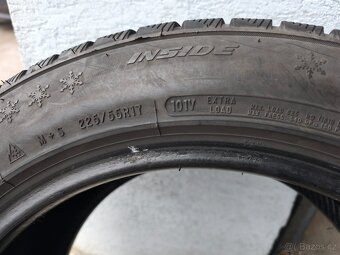 INSIDE
M+S 225/55R17 101V EXTRA
LOAD
Bazos.cz